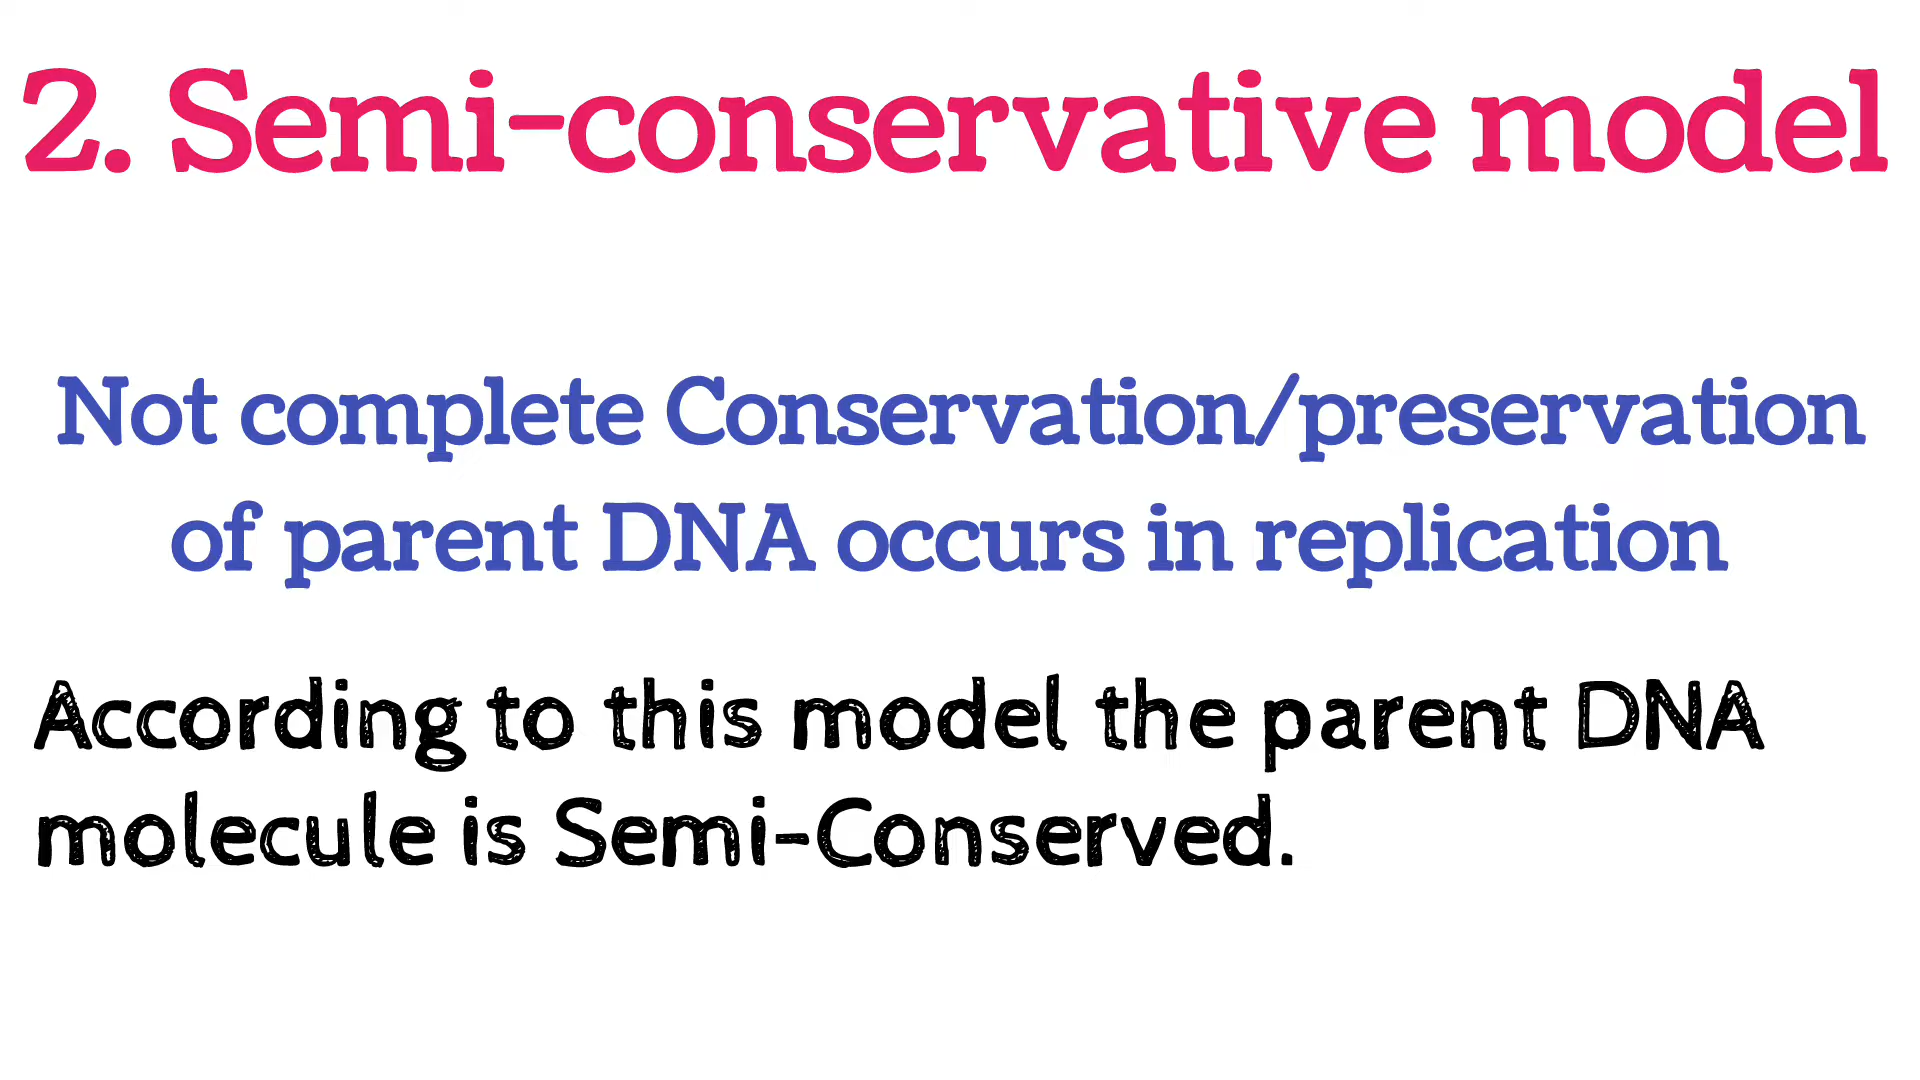 2. Semi-conservative model
Not complete Conservation/preservation
of parent DNA occurs in replication
According to this model the parent DNA
molecule is Semi-Conserved.